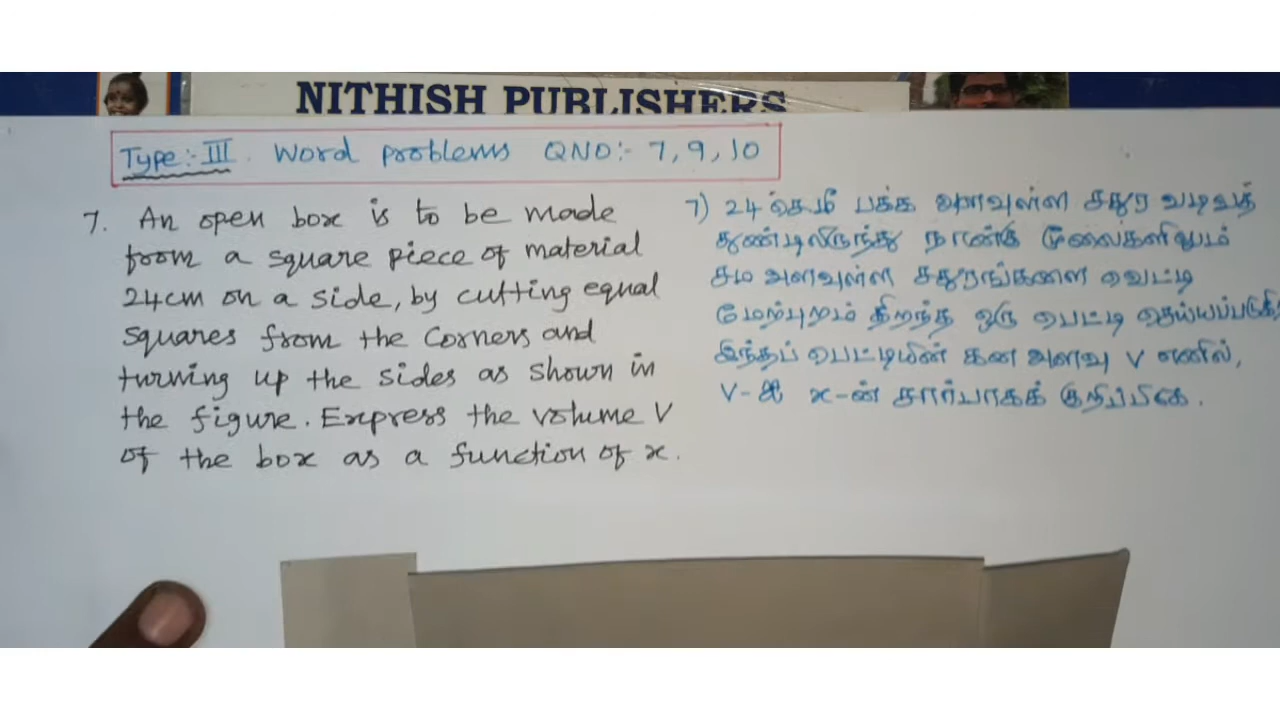 NITHISH PUBLISHERS
Type:- III. Word problems QNO:- 7, 9, 10
7. An open box is to be made
from a square piece of material
24cm on a side, by cutting equal
squares from the corners and
turning up the sides as shown in
the figure. Express the volume V
of the box as a function of x.
7) 24 செமீ பக்க அளவுள்ள சதுர வடிவத்
துண்டிலிருந்து நான்கு மூலைகளிலும்
சம அளவுள்ள சதுரங்களை வெட்டி
மேற்புறம் திறந்த ஒரு பெட்டி
இந்தப் பெட்டியின் கன அளவு V எனில்,
V-ஐ x-ன் சார்பாகக் குறிப்பிடுக.